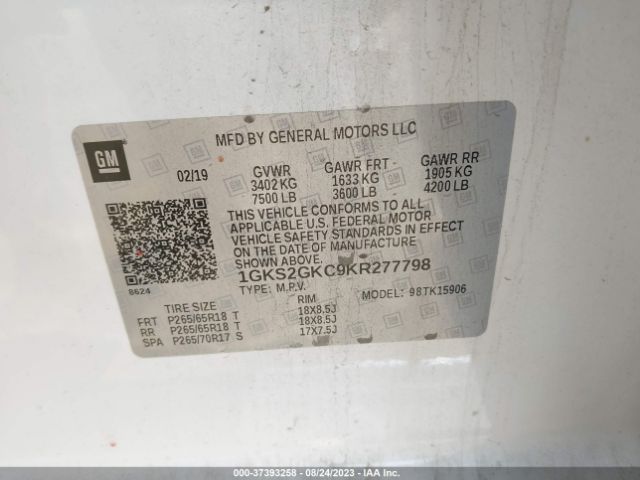 MFD BY GENERAL MOTORS LLC
GM
02/19 GVWR GAWR FRT GAWR RR
3402 KG 1633 KG 1905 KG
7500 LB 3600 LB 4200 LB
THIS VEHICLE CONFORMS TO ALL
APPLICABLE U.S. FEDERAL MOTOR
VEHICLE SAFETY STANDARDS IN EFFECT
ON THE DATE OF MANUFACTURE
SHOWN ABOVE.
1GKS2GKC9KR277798
8624
TYPE: M.P.V. MODEL: 98TK15906
TIRE SIZE RIM
FRT P265/65R18 T 18X8.5J
RR P265/65R18 T 18X8.5J
SPA P265/70R17 S 17X7.5J
000-37393258 - 08/24/2023 - IAAI.COM